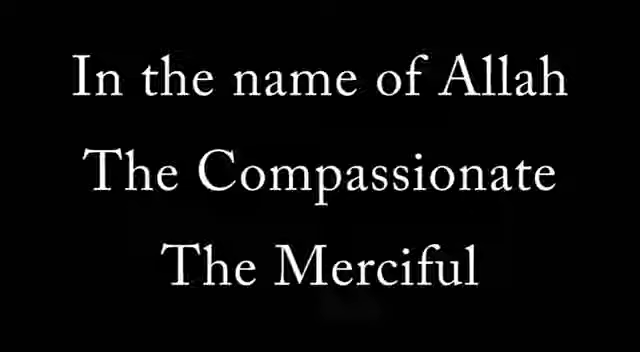 In the name of Allah
The Compassionate
The Merciful